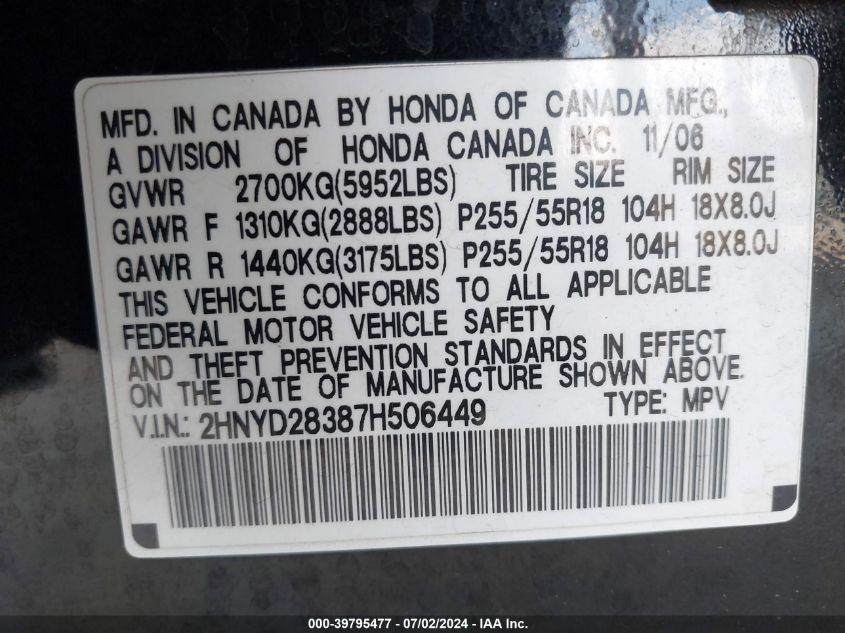 MFD. IN CANADA BY HONDA OF CANADA MFG.,
A DIVISION OF HONDA CANADA INC. 11/06
GVWR 2700KG(5952LBS) TIRE SIZE RIM SIZE
GAWR F 1310KG(2888LBS) P255/55R18 104H 18X8.0J
GAWR R 1440KG(3175LBS) P255/55R18 104H 18X8.0J
THIS VEHICLE CONFORMS TO ALL APPLICABLE
FEDERAL MOTOR VEHICLE SAFETY
AND THEFT PREVENTION STANDARDS IN EFFECT
ON THE DATE OF MANUFACTURE SHOWN ABOVE.
V.I.N.: 2HNYD28387H506449 TYPE: MPV
000-39795477 - 07/02/2024 - IAA Inc.